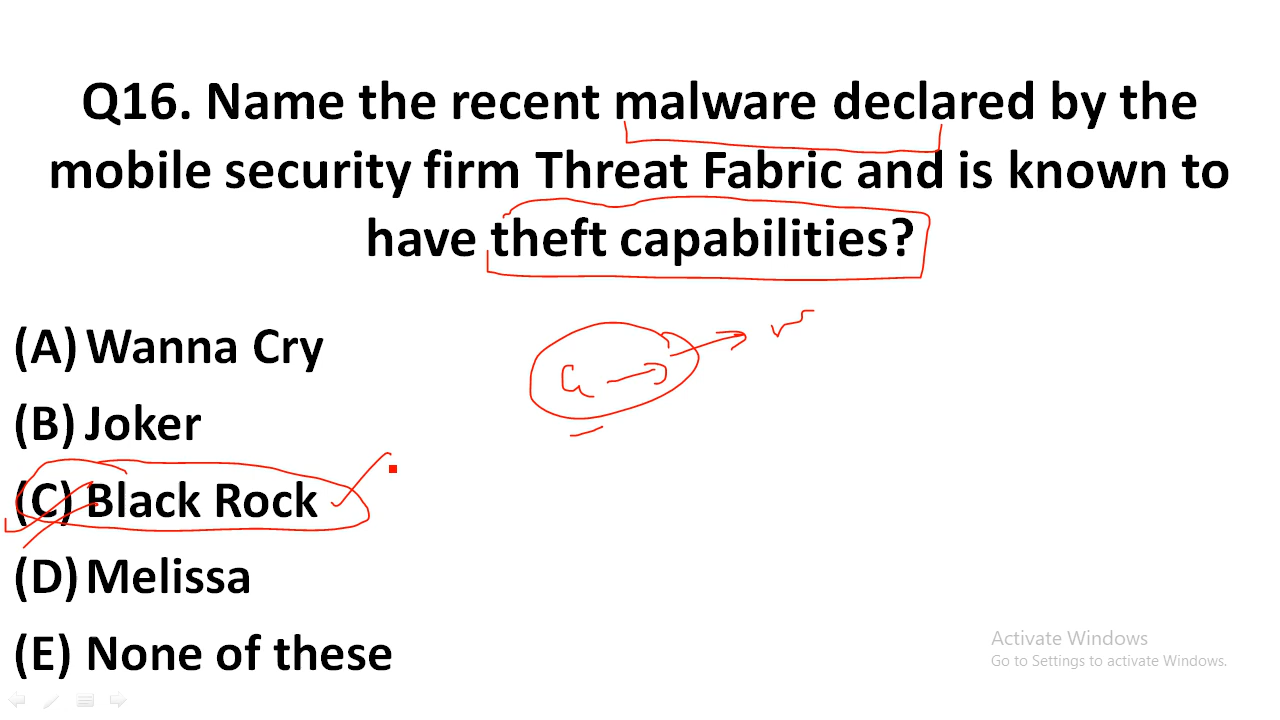 Q16. Name the recent malware declared by the
mobile security firm Threat Fabric and is known to
have theft capabilities?
(A) Wanna Cry
(B) Joker
(C) Black Rock
(D) Melissa
(E) None of these
Activate Windows
Go to Settings to activate Windows.